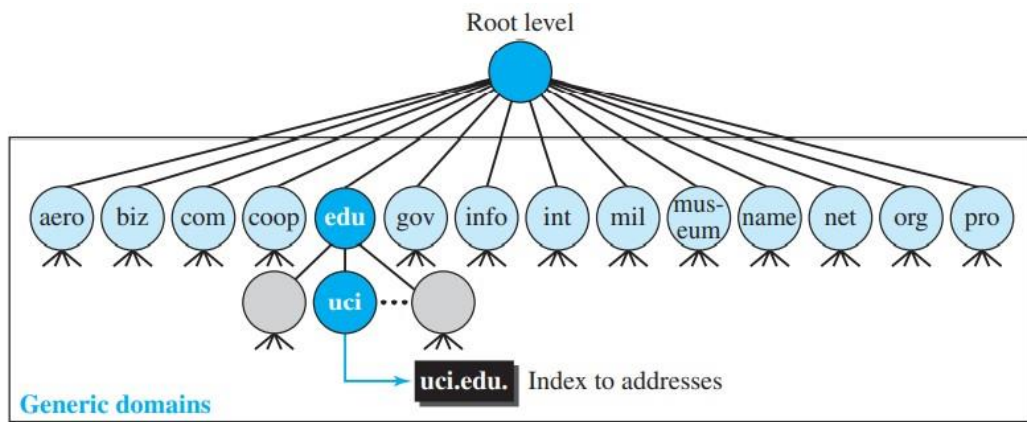 Root level
aero biz com coop edu gov info int mil mus-
eum name net org pro
uci
uci.edu. Index to addresses
Generic domains